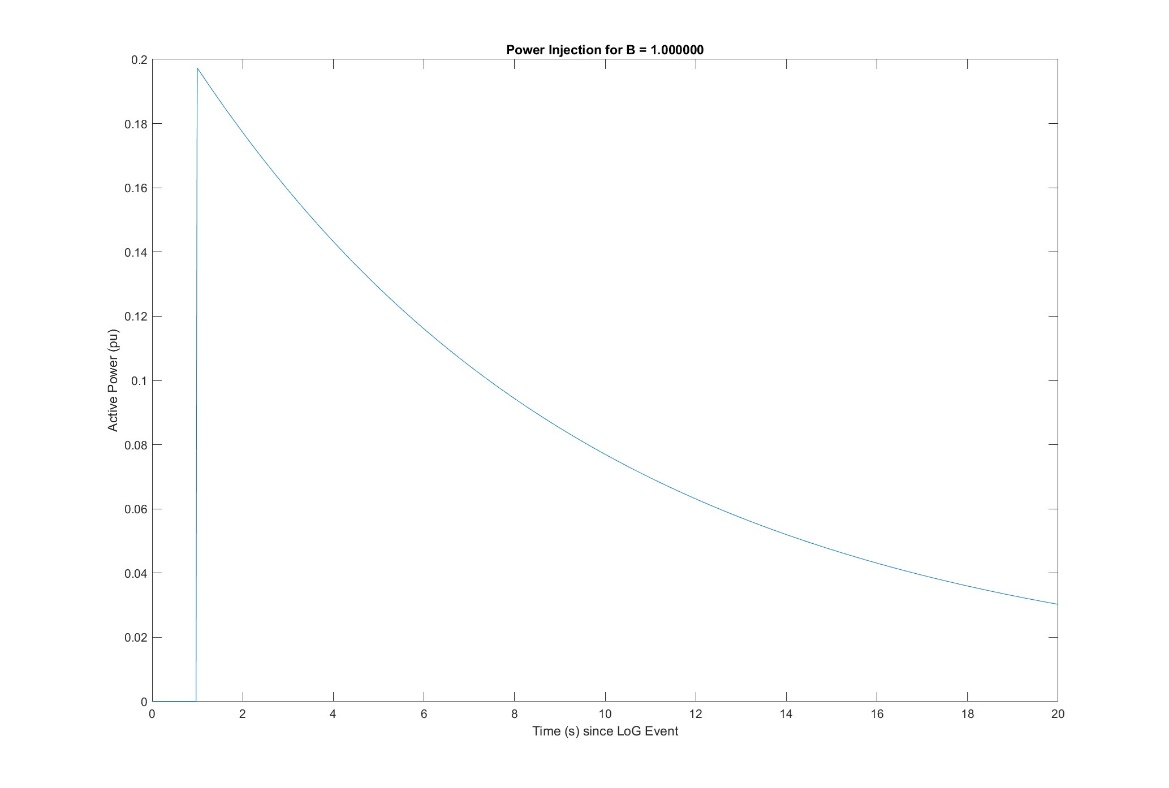 Power Injection for B = 1.000000
0.2
0.18
0.16
0.14
0.12
0.1
0.08
0.06
0.04
0.02
0
Active Power (pu)
0 2 4 6 8 10 12 14 16 18 20
Time (s) since LoG Event